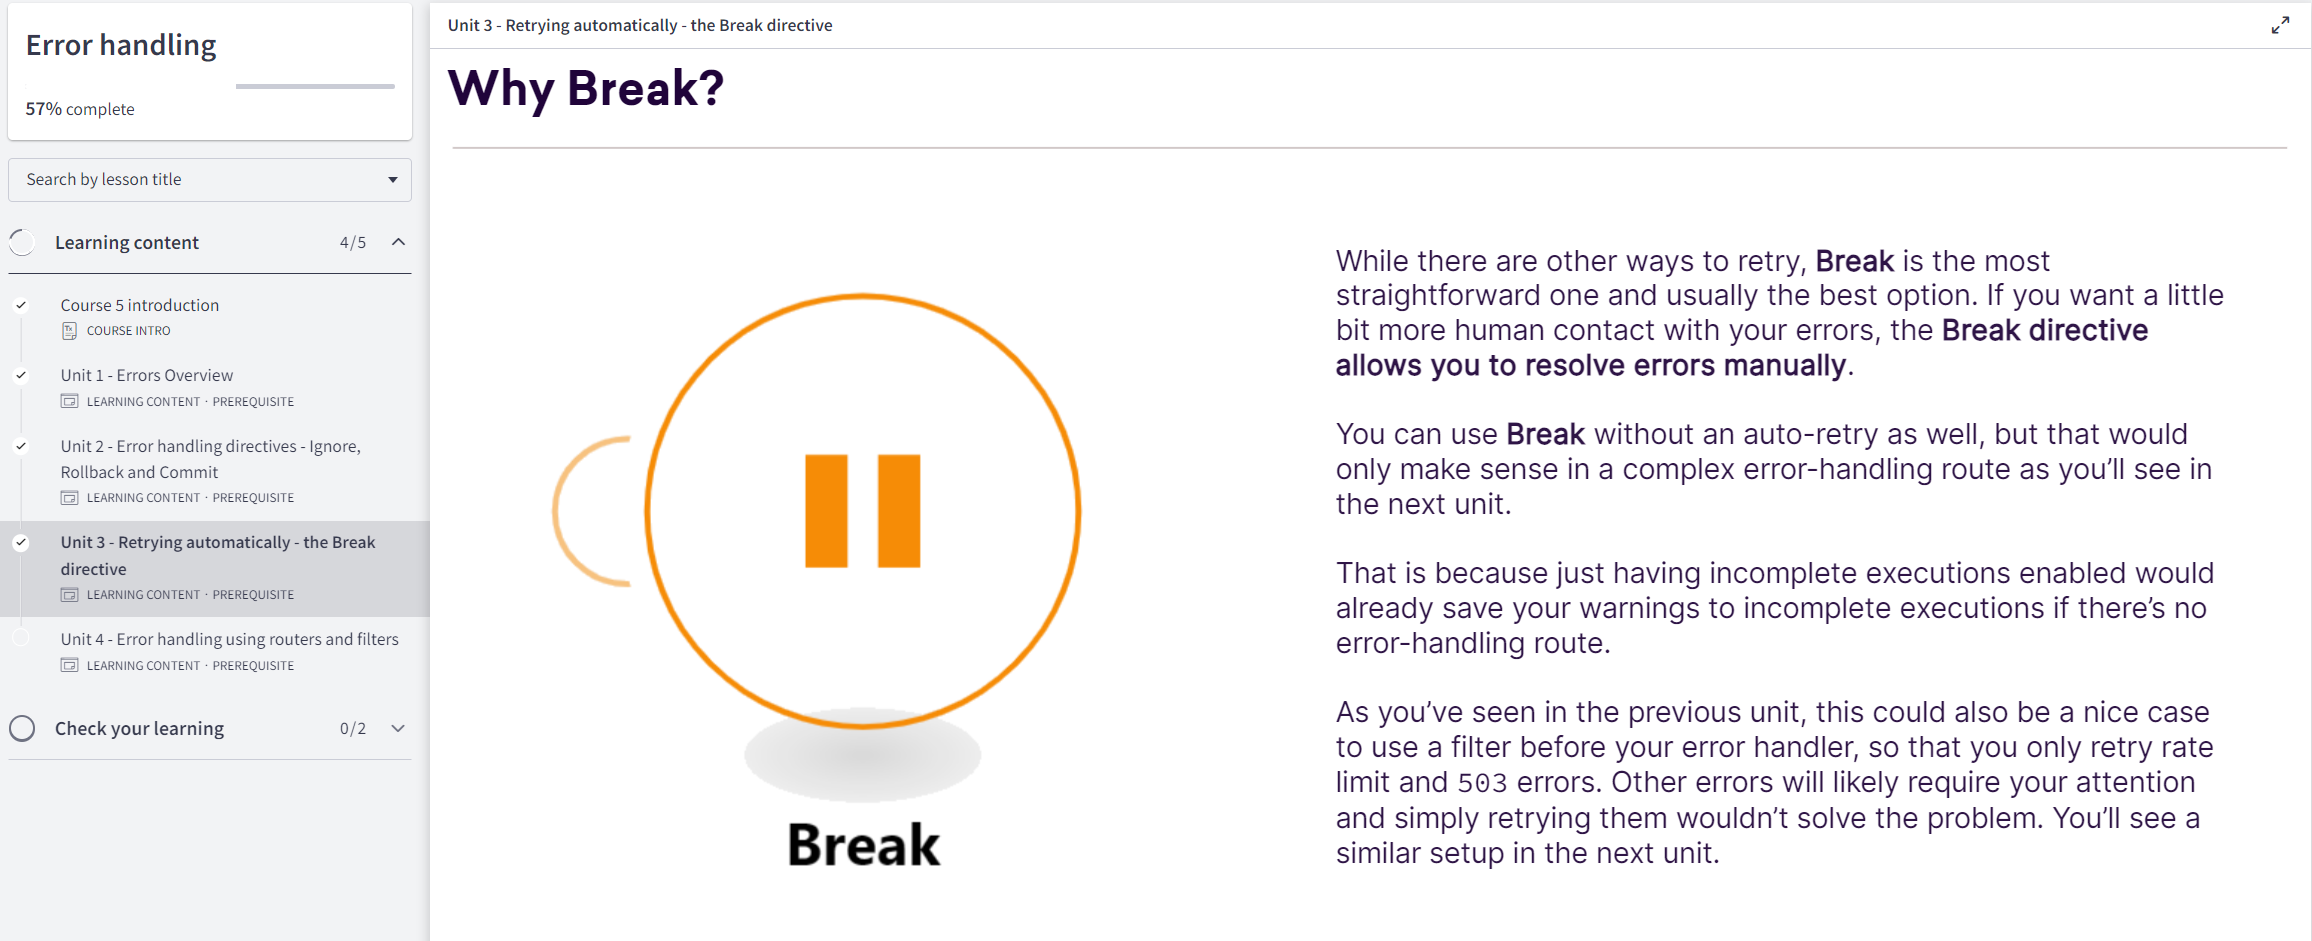 Error handling
57% complete
Search by lesson title
Learning content 4/5
Course 5 introduction
COURSE INTRO
Unit 1 - Errors Overview
LEARNING CONTENT · PREREQUISITE
Unit 2 - Error handling directives - Ignore,
Rollback and Commit
LEARNING CONTENT · PREREQUISITE
Unit 3 - Retrying automatically - the Break
directive
LEARNING CONTENT · PREREQUISITE
Unit 4 - Error handling using routers and filters
LEARNING CONTENT · PREREQUISITE
Check your learning 0/2
Unit 3 - Retrying automatically - the Break directive
Why Break?
Break
While there are other ways to retry, Break is the most
straightforward one and usually the best option. If you want a little
bit more human contact with your errors, the Break directive
allows you to resolve errors manually.
You can use Break without an auto-retry as well, but that would
only make sense in a complex error-handling route as you’ll see in
the next unit.
That is because just having incomplete executions enabled would
already save your warnings to incomplete executions if there’s no
error-handling route.
As you’ve seen in the previous unit, this could also be a nice case
to use a filter before your error handler, so that you only retry rate
limit and 503 errors. Other errors will likely require your attention
and simply retrying them wouldn’t solve the problem. You’ll see a
similar setup in the next unit.